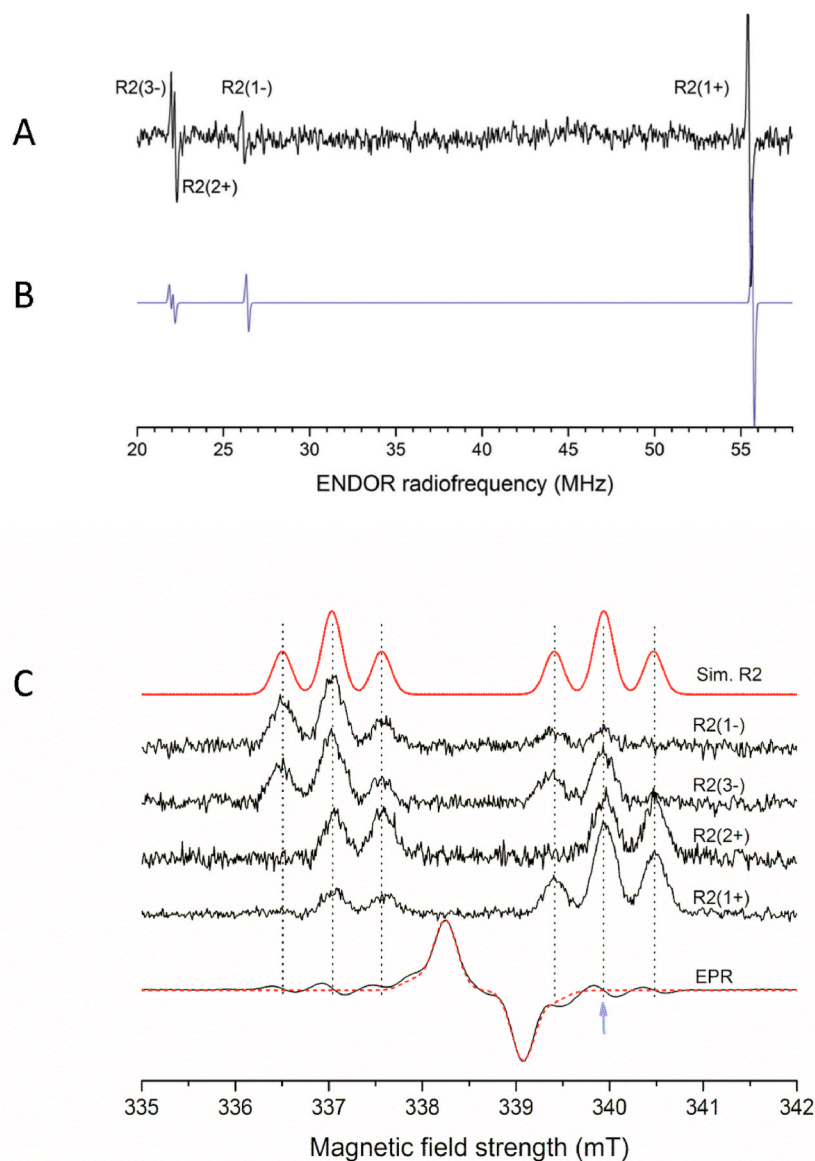 R2(3-) R2(1-) R2(1+)
A
R2(2+)
B
20 25 30 35 40 45 50 55
ENDOR radiofrequency (MHz)
C
Sim. R2
R2(1-)
R2(3-)
R2(2+)
R2(1+)
EPR
335 336 337 338 339 340 341 342
Magnetic field strength (mT)